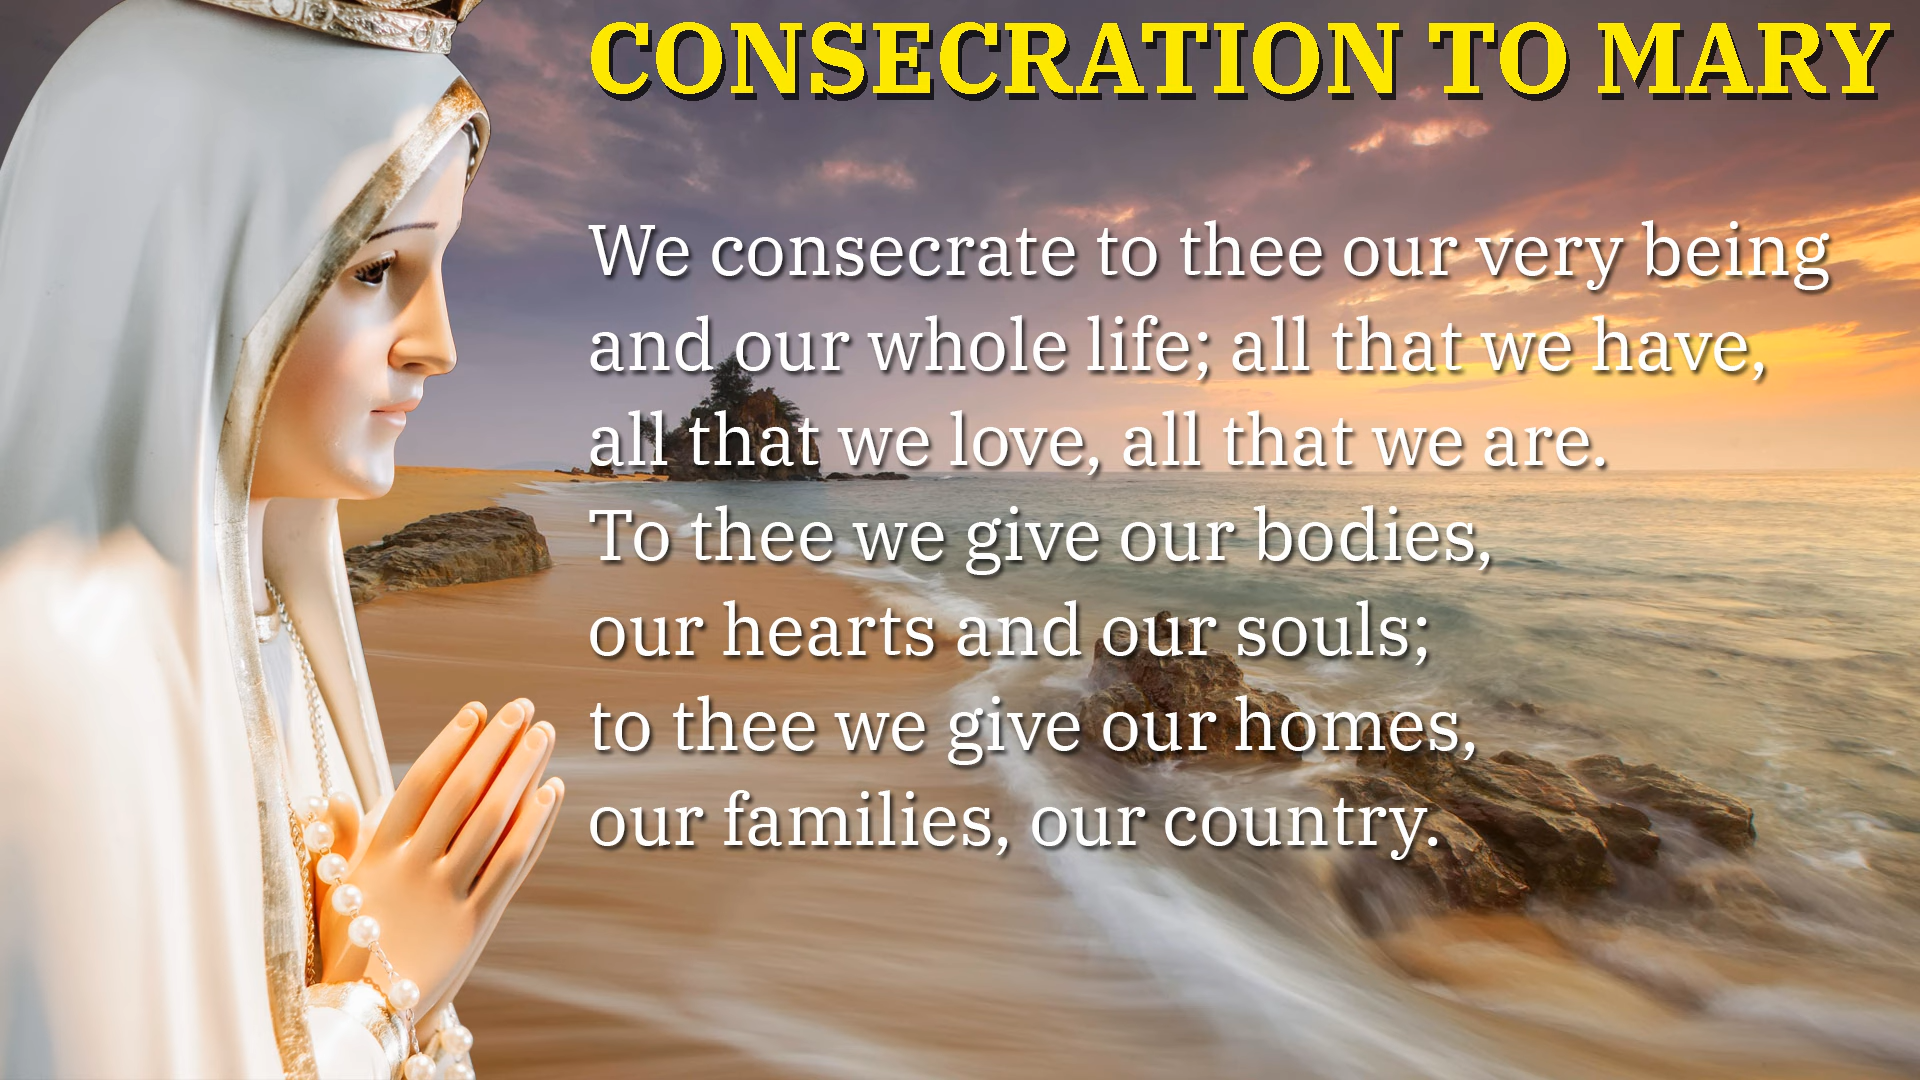 CONSECRATION TO MARY
We consecrate to thee our very being
and our whole life; all that we have,
all that we love, all that we are.
To thee we give our bodies,
our hearts and our souls;
to thee we give our homes,
our families, our country.